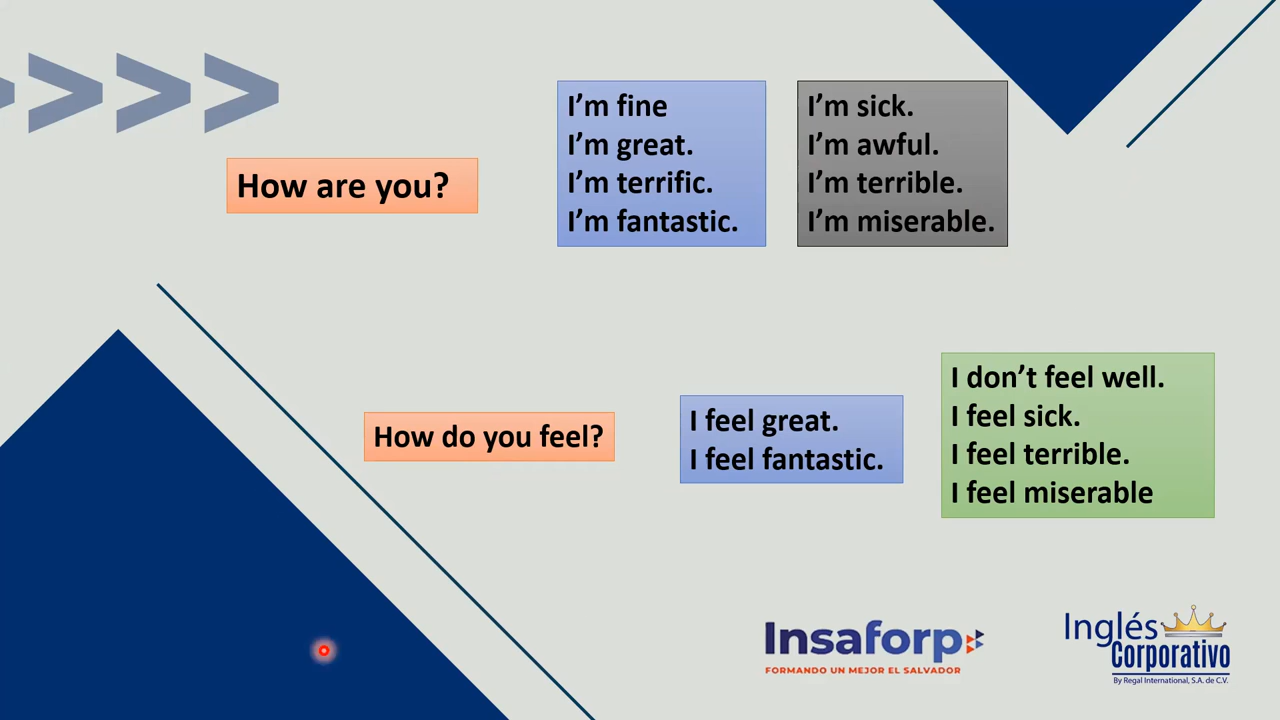 How are you?
I'm fine
I'm great.
I'm terrific.
I'm fantastic.
I'm sick.
I'm awful.
I'm terrible.
I'm miserable.
How do you feel?
I feel great.
I feel fantastic.
I don't feel well.
I feel sick.
I feel terrible.
I feel miserable
Insaforp
FORMANDO UN MEJOR EL SALVADOR
Inglés
Corporativo
By Regal International, S.A. de C.V.